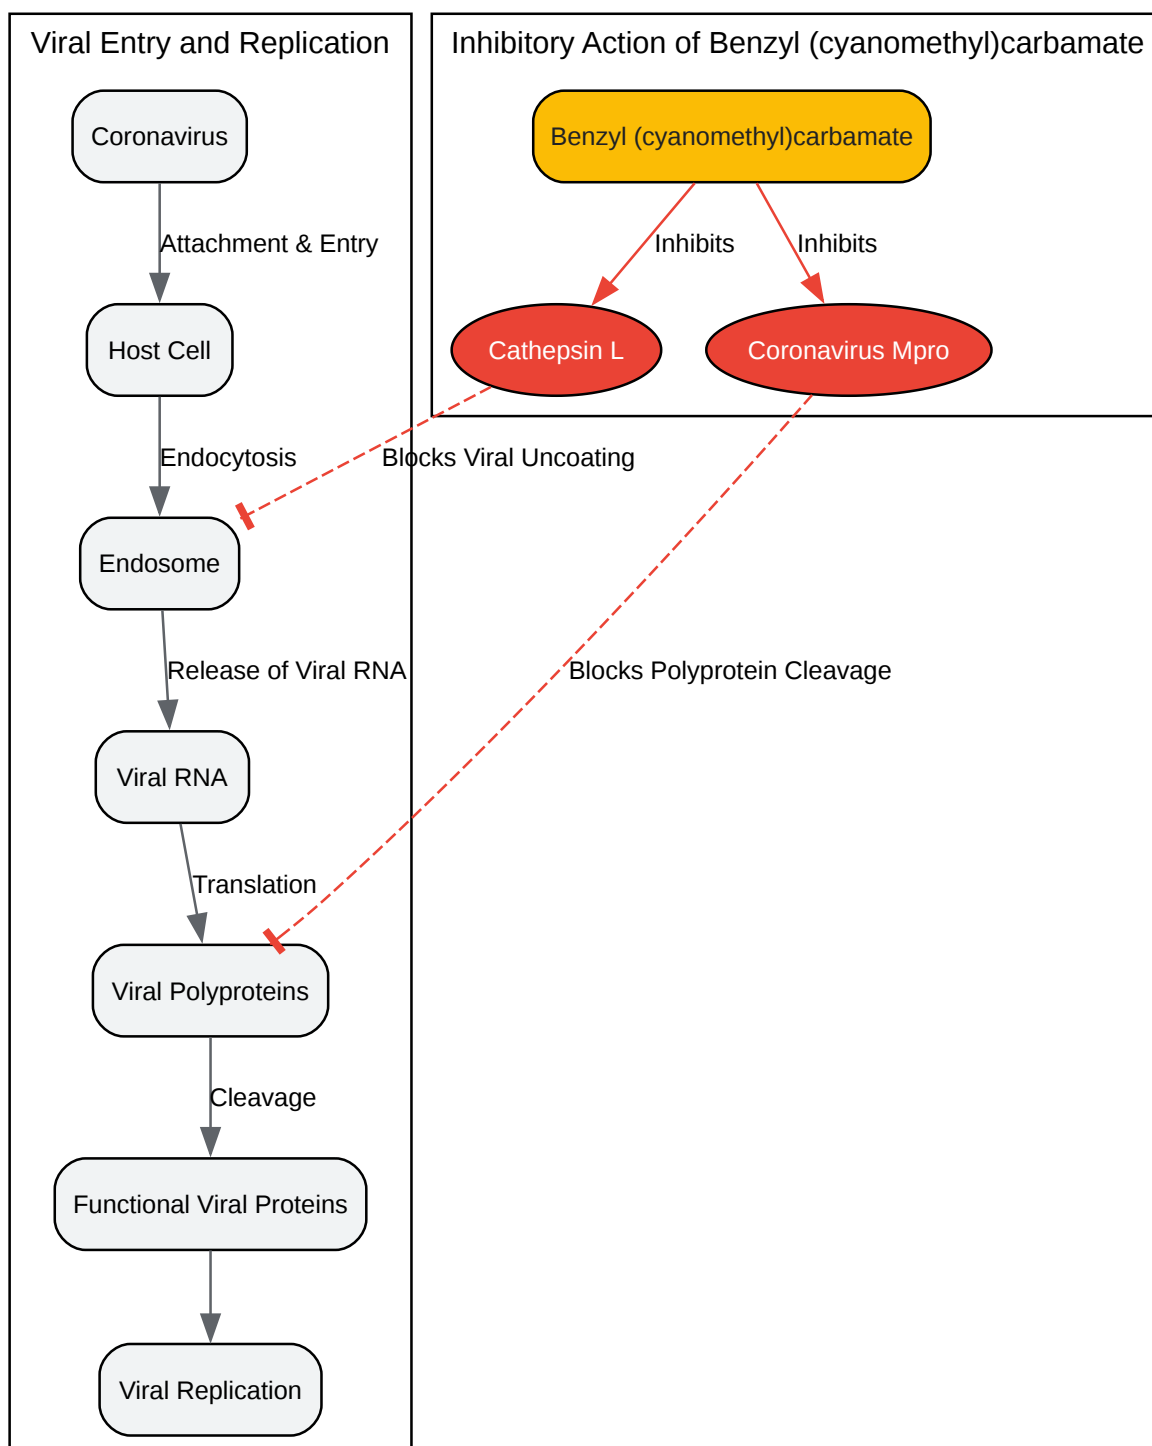 Viral Entry and Replication
Coronavirus
Attachment & Entry
Host Cell
Endocytosis
Endosome
Release of Viral RNA
Viral RNA
Translation
Viral Polyproteins
Cleavage
Functional Viral Proteins
Viral Replication
Inhibitory Action of Benzyl (cyanomethyl)carbamate
Benzyl (cyanomethyl)carbamate
Inhibits
Inhibits
Cathepsin L
Coronavirus Mpro
Blocks Viral Uncoating
Blocks Polyprotein Cleavage